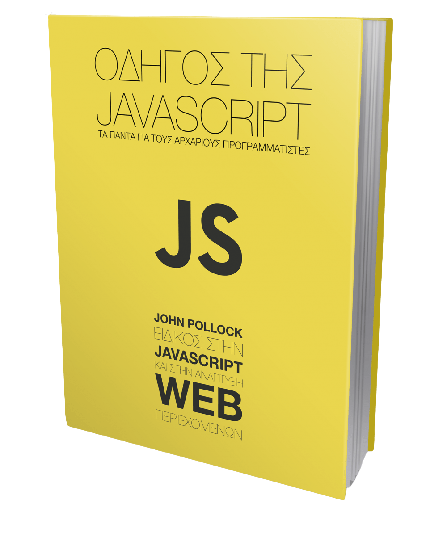 ΟΔΗΓΟΣ ΤΗΣ
JAVASCRIPT
ΤΑ ΠΑΝΤΑ ΓΙΑ ΤΟΥΣ ΑΡΧΑΡΙΟΥΣ ΠΡΟΓΡΑΜΜΑΤΙΣΤΕΣ
JS
JOHN POLLOCK
ΕΙΔΙΚΟΣ ΣΤΗΝ
JAVASCRIPT
ΚΑΙ ΣΤΗΝ ΑΝΑΠΤΥΞΗ
WEB
ΠΕΡΙΕΧΟΜΕΝΩΝ